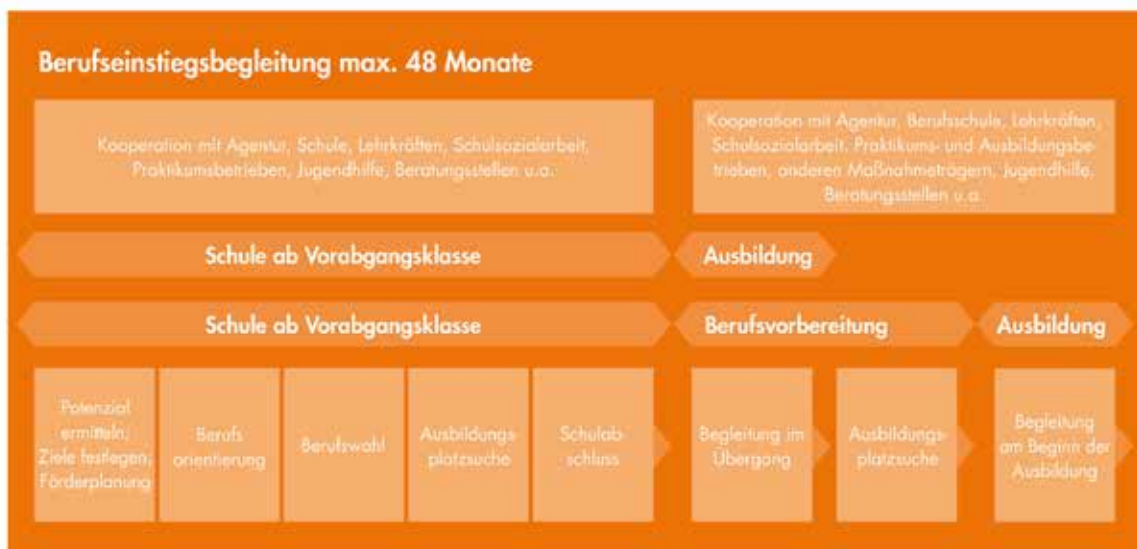 Berufseinstiegsbegleitung max. 48 Monate
Kooperation mit Agentur, Schule, Lehrkräften, Schulsozialarbeit,
Praktikumsbetrieben, Jugendhilfe, Beratungsstellen u.a.
Kooperation mit Agentur, Berufsschule, Lehrkräften,
Schulsozialarbeit, Praktikums- und Ausbildungsbe-
trieben, anderen Maßnahmeträgern, Jugendhilfe,
Beratungsstellen u.a.
Schule ab Vorabgangsklasse
Ausbildung
Schule ab Vorabgangsklasse
Berufsvorbereitung
Ausbildung
Potenzial
ermitteln;
Ziele festlegen;
Förderplanung
Berufs
orientierung
Berufswahl
Ausbildungs
platzsuche
Schulab-
schluss
Begleitung im
Übergang
Ausbildungs-
platzsuche
Begleitung
am Beginn der
Ausbildung